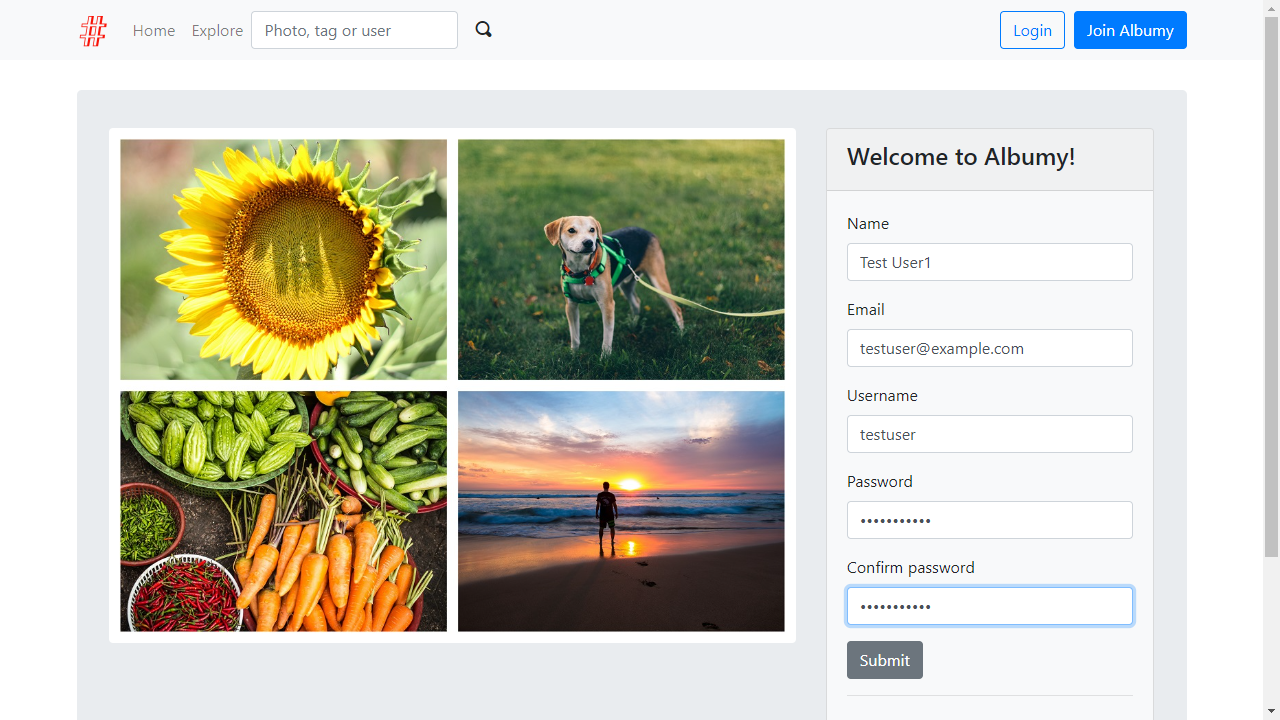 Home Explore Photo, tag or user Login Join Albumy
Welcome to Albumy!
Name
Test User1
Email
testuser@example.com
Username
testuser
Password
•••••••••••
Confirm password
•••••••••••
Submit